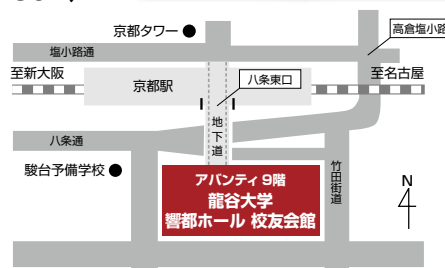 京都タワー
高倉塩小路
塩小路通
至新大阪
京都駅
八条東口
至名古屋
地下道
八条通
駿台予備学校
アバンティ9階
龍谷大学
響都ホール 校友会館
竹田街道
N